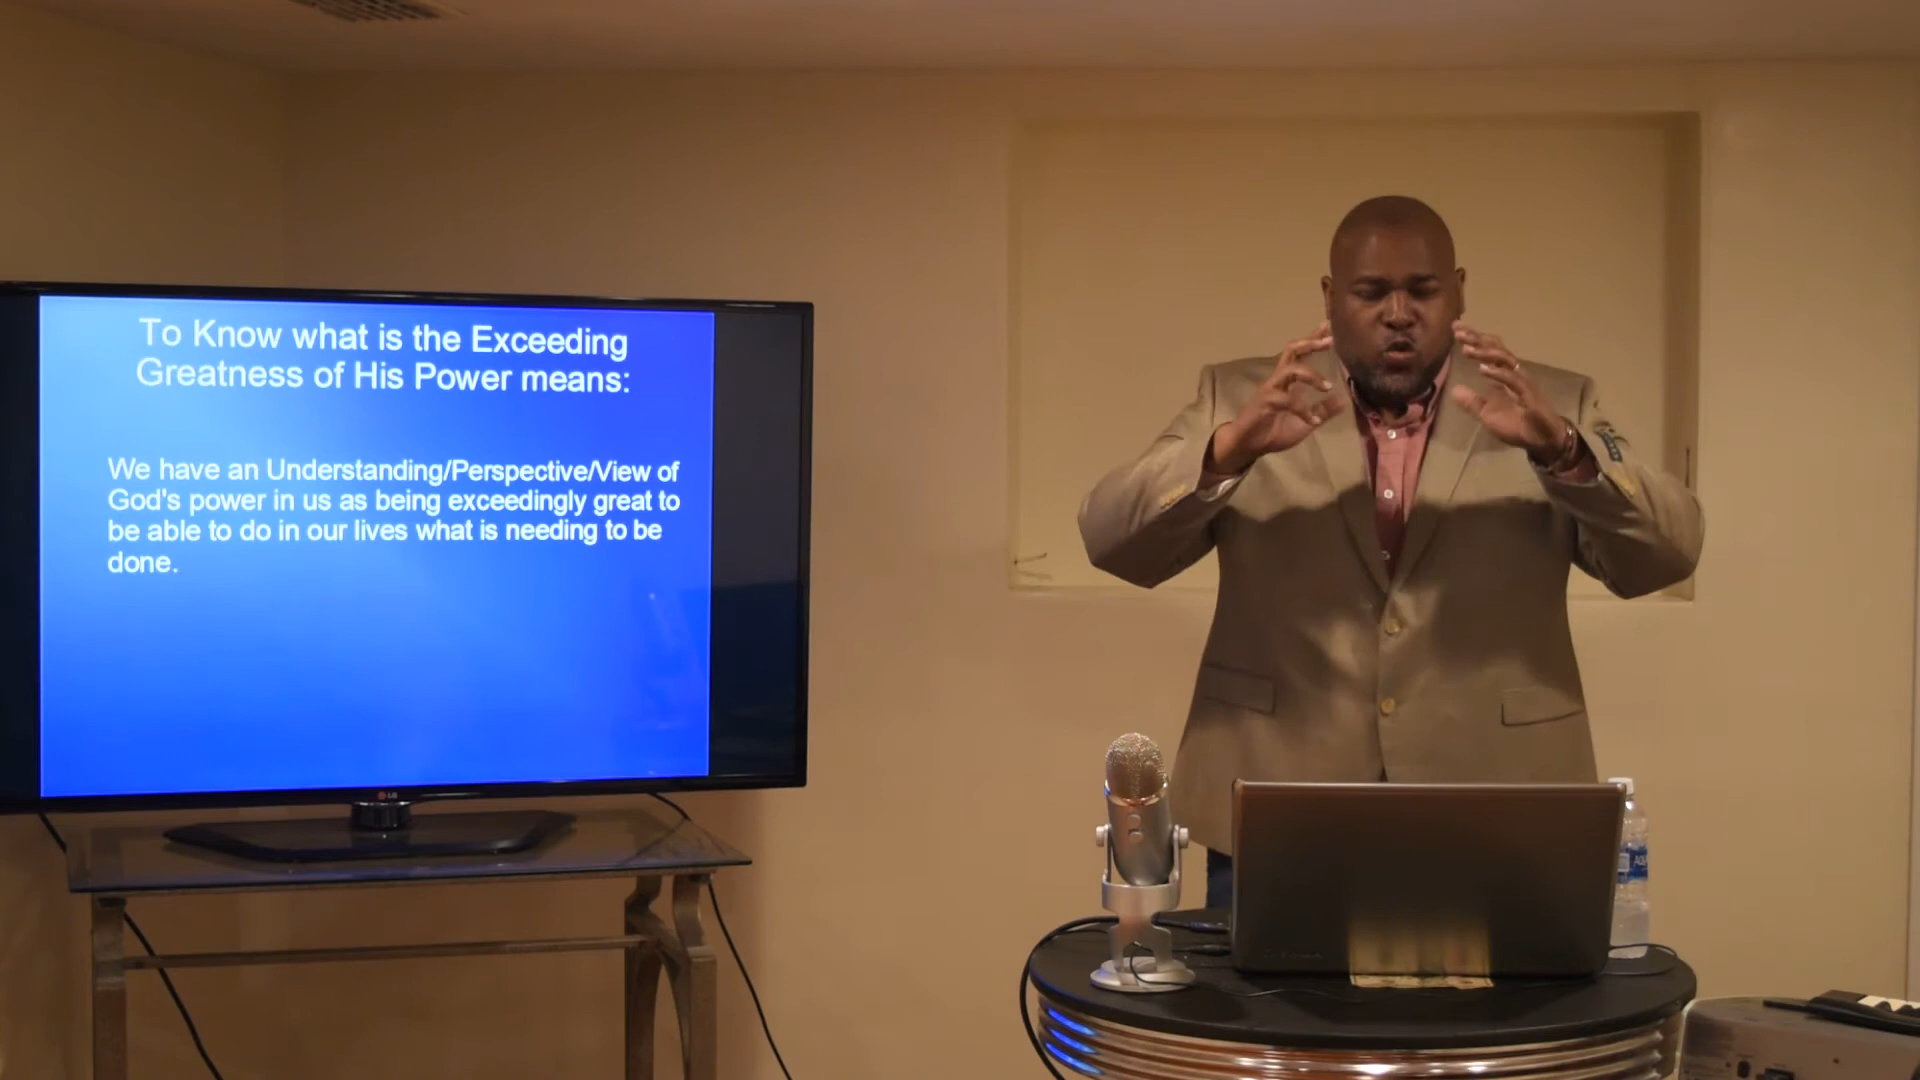 To Know what is the Exceeding
Greatness of His Power means:
We have an Understanding/Perspective/View of
God's power in us as being exceedingly great to
be able to do in our lives what is needing to be
done.
LG